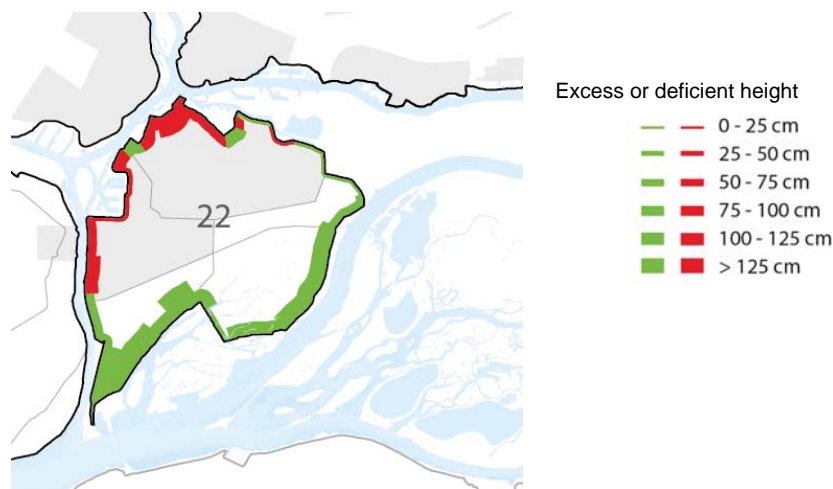 Excess or deficient height
0 - 25 cm
25 - 50 cm
50 - 75 cm
75 - 100 cm
100 - 125 cm
> 125 cm
22